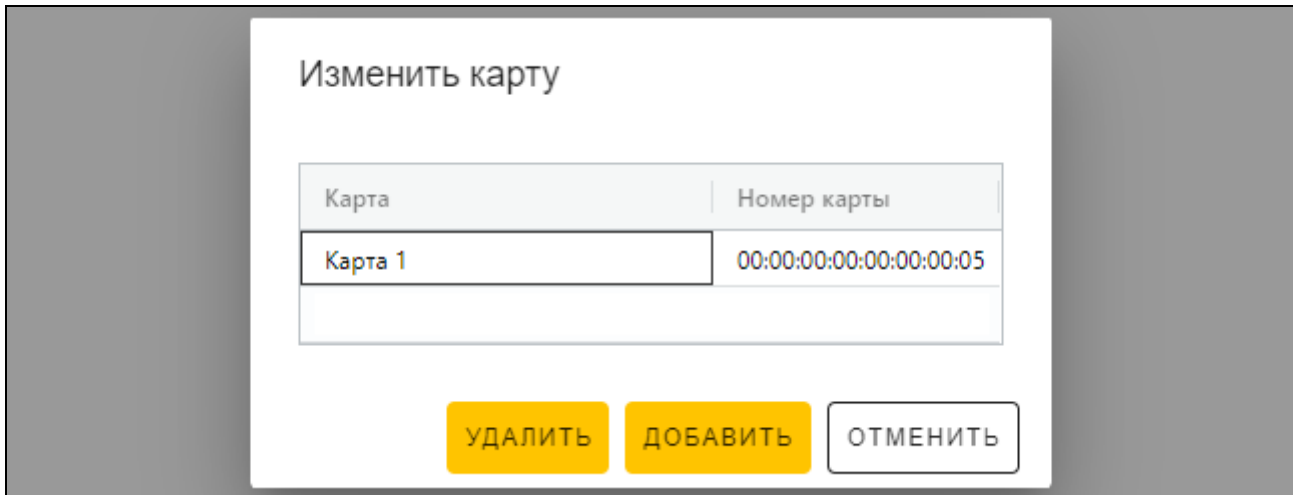 Изменить карту
Карта Номер карты
Карта 1 00:00:00:00:00:00:00:05
УДАЛИТЬ ДОБАВИТЬ ОТМЕНИТЬ